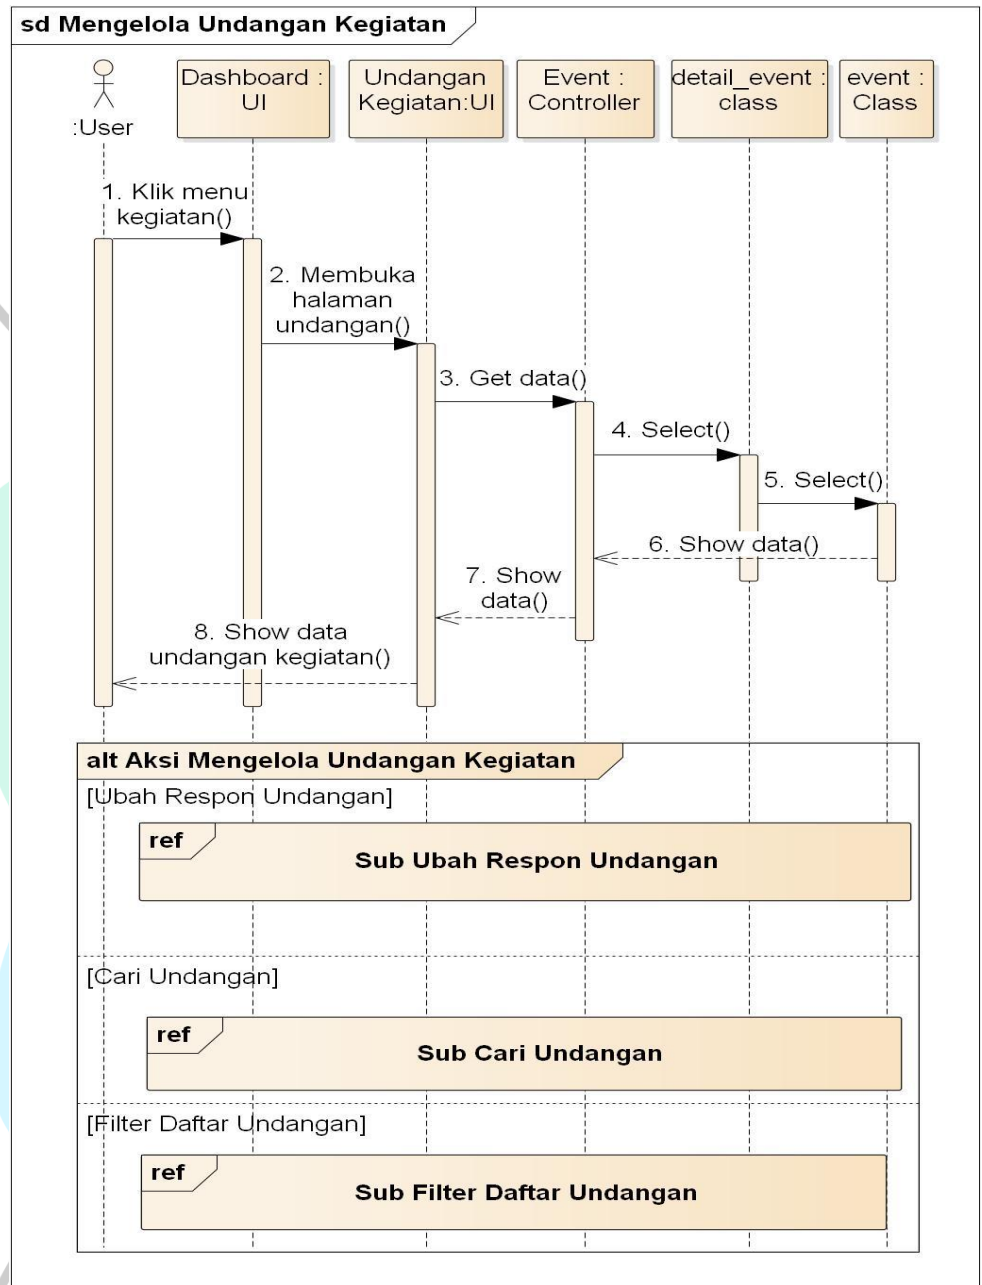 sd Mengelola Undangan Kegiatan
:User
Dashboard :
UI
Undangan
Kegiatan:UI
Event :
Controller
detail_event :
class
event :
Class
1. Klik menu
kegiatan()
2. Membuka
halaman
undangan()
3. Get data()
4. Select()
5. Select()
6. Show data()
7. Show
data()
8. Show data
undangan kegiatan()
alt Aksi Mengelola Undangan Kegiatan
[Ubah Respon Undangan]
ref
Sub Ubah Respon Undangan
[Cari Undangan]
ref
Sub Cari Undangan
[Filter Daftar Undangan]
ref
Sub Filter Daftar Undangan